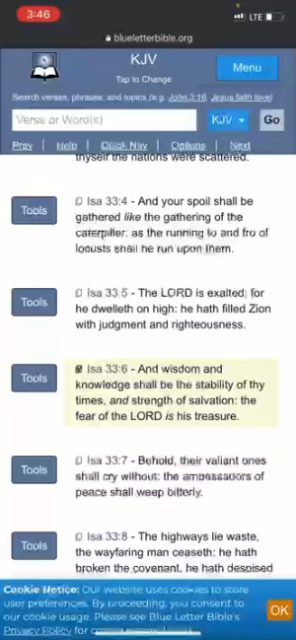 3:46
LTE
blueletterbible.org
KJV
Tap to Change
Menu
Search verses, phrases, and topics (e.g. John 3:16, Jesus faith love)
Verse or Word(s)
KJV
Go
Prev | Help | Quick Nav | Options | Next
thyself the nations were scattered.
Tools
Isa 33:4 - And your spoil shall be
gathered like the gathering of the
caterpiller: as the running to and fro of
locusts shall he run upon them.
Tools
Isa 33:5 - The LORD is exalted; for
he dwelleth on high: he hath filled Zion
with judgment and righteousness.
Tools
Isa 33:6 - And wisdom and
knowledge shall be the stability of thy
times, and strength of salvation: the
fear of the LORD is his treasure.
Tools
Isa 33:7 - Behold, their valiant ones
shall cry without: the ambassadors of
peace shall weep bitterly.
Tools
Isa 33:8 - The highways lie waste,
the wayfaring man ceaseth: he hath
broken the covenant, he hath despised
Cookie Notice: Our website uses cookies to store
user preferences. By proceeding, you consent to
our cookie usage. Please see Blue Letter Bible's
Privacy Policy for
OK